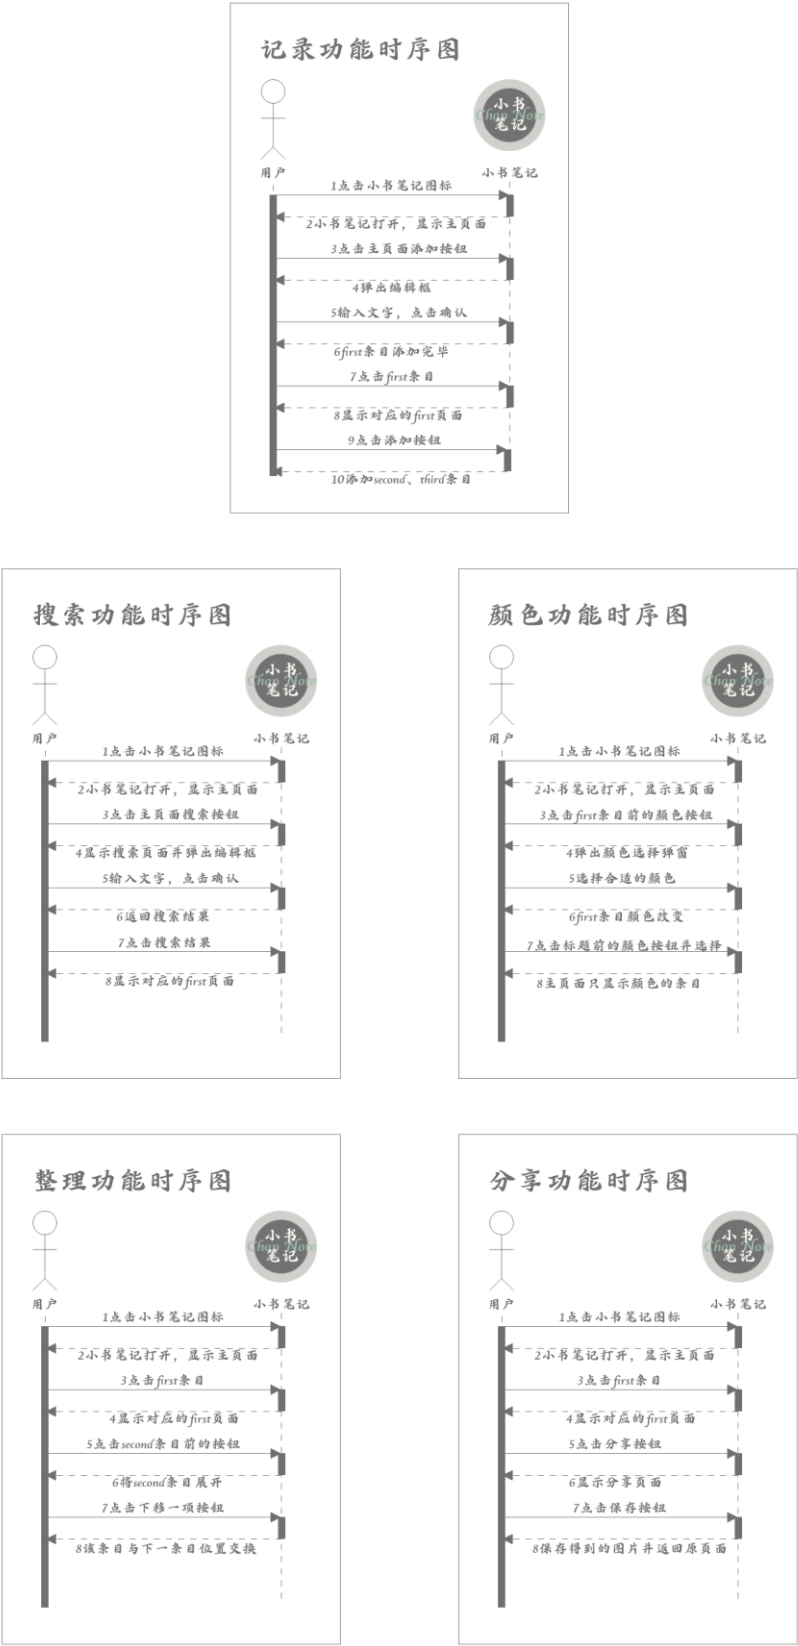 记录功能时序图
小书
Chap Note
笔记
用户
小书笔记
1点击小书笔记图标
2小书笔记打开，显示主页面
3点击主页面添加按钮
4弹出编辑框
5输入文字，点击确认
6first条目添加完毕
7点击first条目
8显示对应的first页面
9点击添加按钮
10添加second、third条目
搜索功能时序图
小书
Chap Note
笔记
用户
小书笔记
1点击小书笔记图标
2小书笔记打开，显示主页面
3点击主页面搜索按钮
4显示搜索页面并弹出编辑框
5输入文字，点击确认
6返回搜索结果
7点击搜索结果
8显示对应的first页面
颜色功能时序图
小书
Chap Note
笔记
用户
小书笔记
1点击小书笔记图标
2小书笔记打开，显示主页面
3点击first条目前的颜色按钮
4弹出颜色选择弹窗
5选择合适的颜色
6first条目颜色改变
7点击标题前的颜色按钮并选择
8主页面只显示颜色的条目
整理功能时序图
小书
Chap Note
笔记
用户
小书笔记
1点击小书笔记图标
2小书笔记打开，显示主页面
3点击first条目
4显示对应的first页面
5点击second条目前的按钮
6将second条目展开
7点击下移一项按钮
8该条目与下一条目位置交换
分享功能时序图
小书
Chap Note
笔记
用户
小书笔记
1点击小书笔记图标
2小书笔记打开，显示主页面
3点击first条目
4显示对应的first页面
5点击分享按钮
6显示分享页面
7点击保存按钮
8保存得到的图片并返回原页面